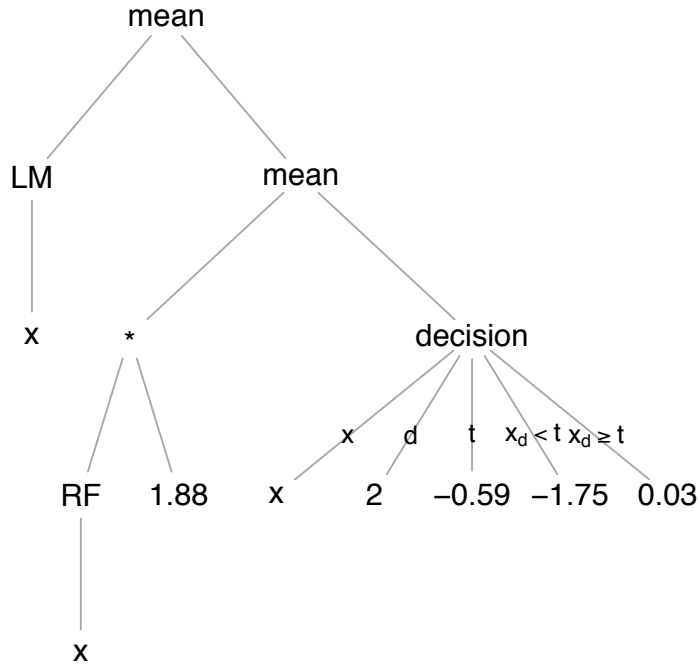 mean
LM mean
x * decision
x d t x_d < t x_d ≥ t
RF 1.88 x 2 −0.59 −1.75 0.03
x